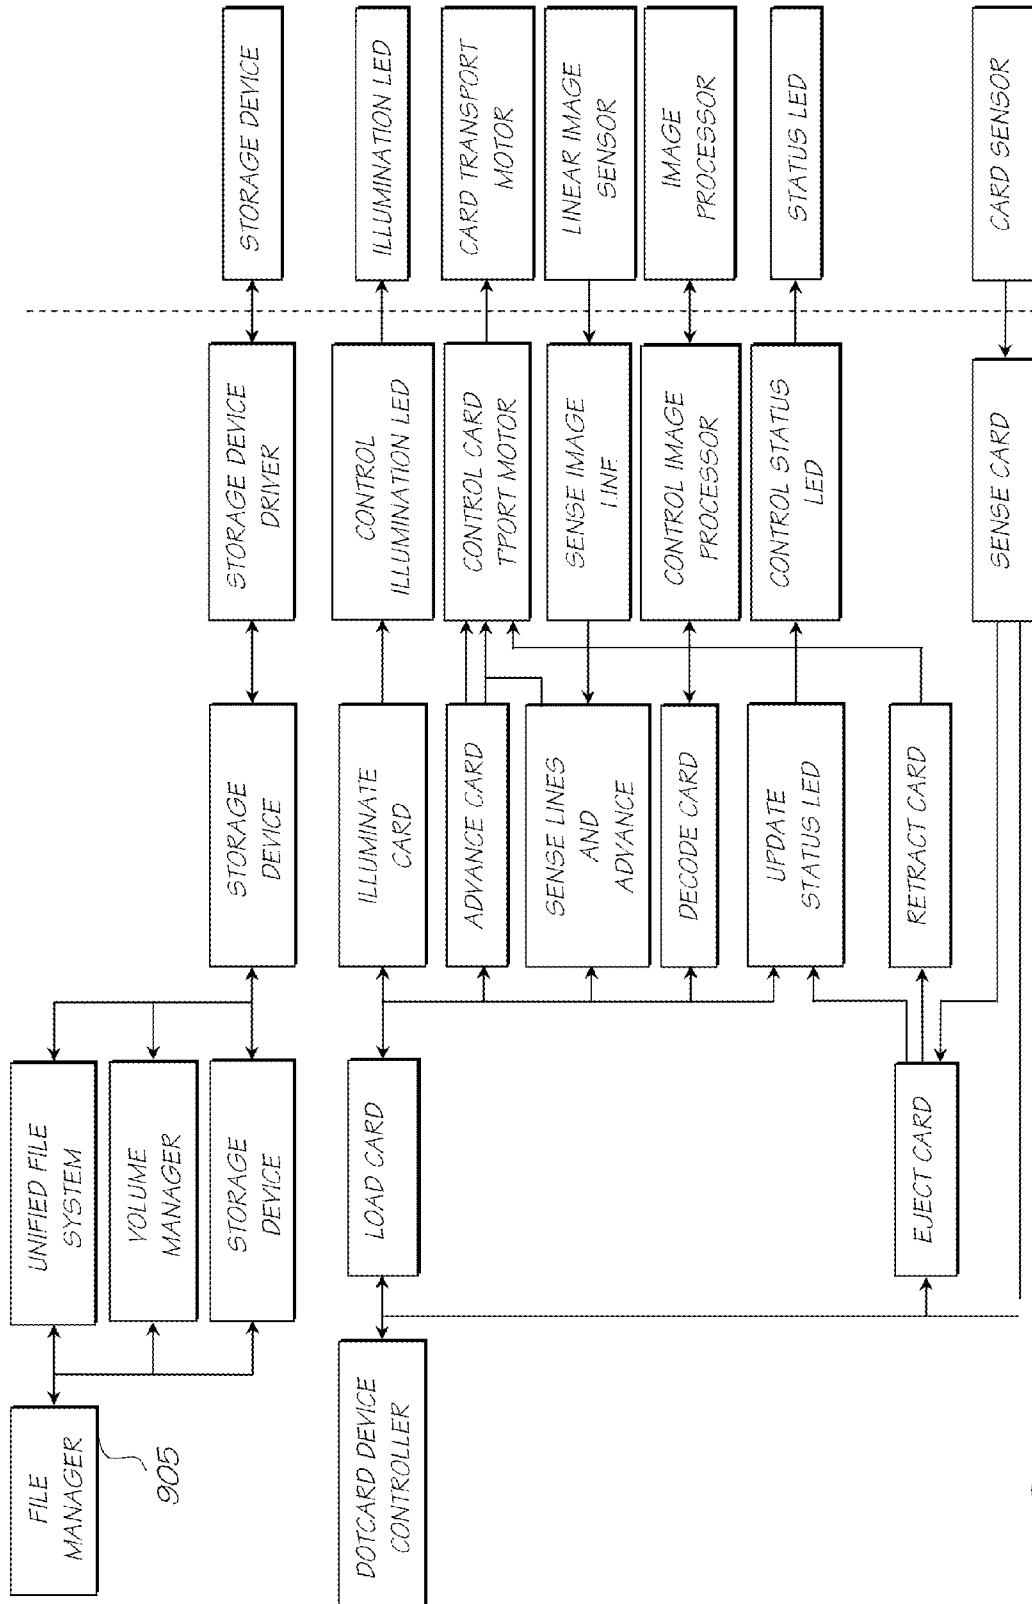 FILE
MANAGER
905
UNIFIED FILE
SYSTEM
VOLUME
MANAGER
STORAGE
DEVICE
STORAGE
DEVICE
STORAGE DEVICE
DRIVER
STORAGE DEVICE
DOTCARD DEVICE
CONTROLLER
LOAD CARD
ILLUMINATE
CARD
CONTROL
ILLUMINATION LED
ILLUMINATION LED
ADVANCE CARD
CONTROL CARD
T'PORT MOTOR
CARD TRANSPORT
MOTOR
SENSE LINES
AND
ADVANCE
SENSE IMAGE
I.INF.
LINEAR IMAGE
SENSOR
DECODE CARD
CONTROL IMAGE
PROCESSOR
IMAGE
PROCESSOR
UPDATE
STATUS LED
CONTROL STATUS
LED
STATUS LED
EJECT CARD
RETRACT CARD
SENSE CARD
CARD SENSOR